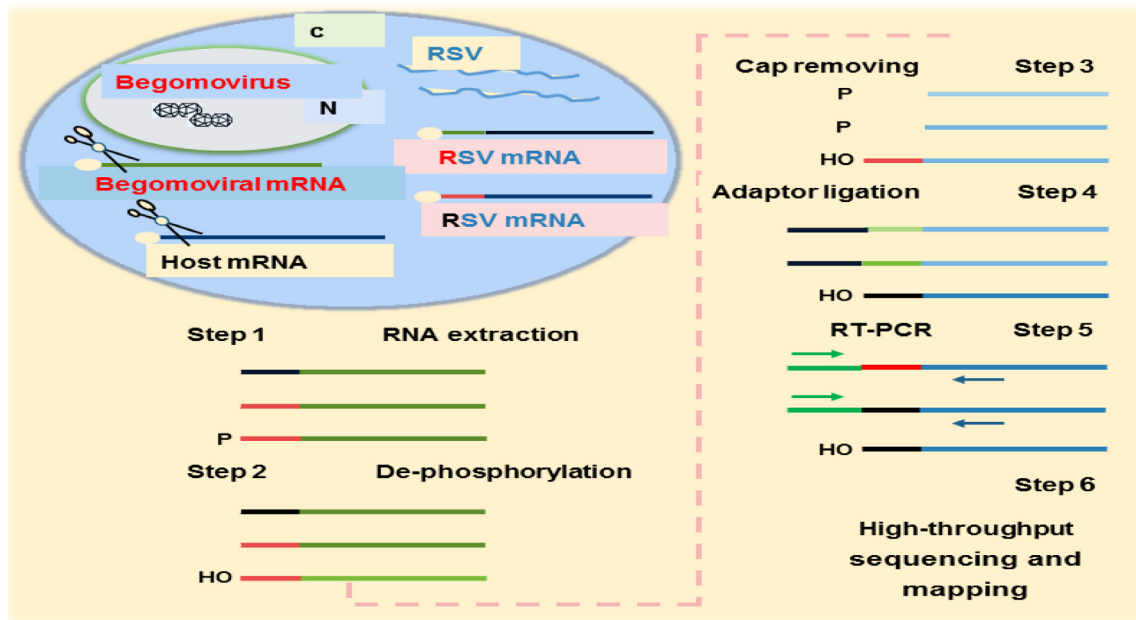 c
RSV
Begomovirus
N
RSV mRNA
Begomoviral mRNA
RSV mRNA
Host mRNA
Step 1 RNA extraction
P
Step 2 De-phosphorylation
HO
Cap removing Step 3
P
P
HO
Adaptor ligation Step 4
HO
RT-PCR Step 5
HO
Step 6
High-throughput
sequencing and
mapping